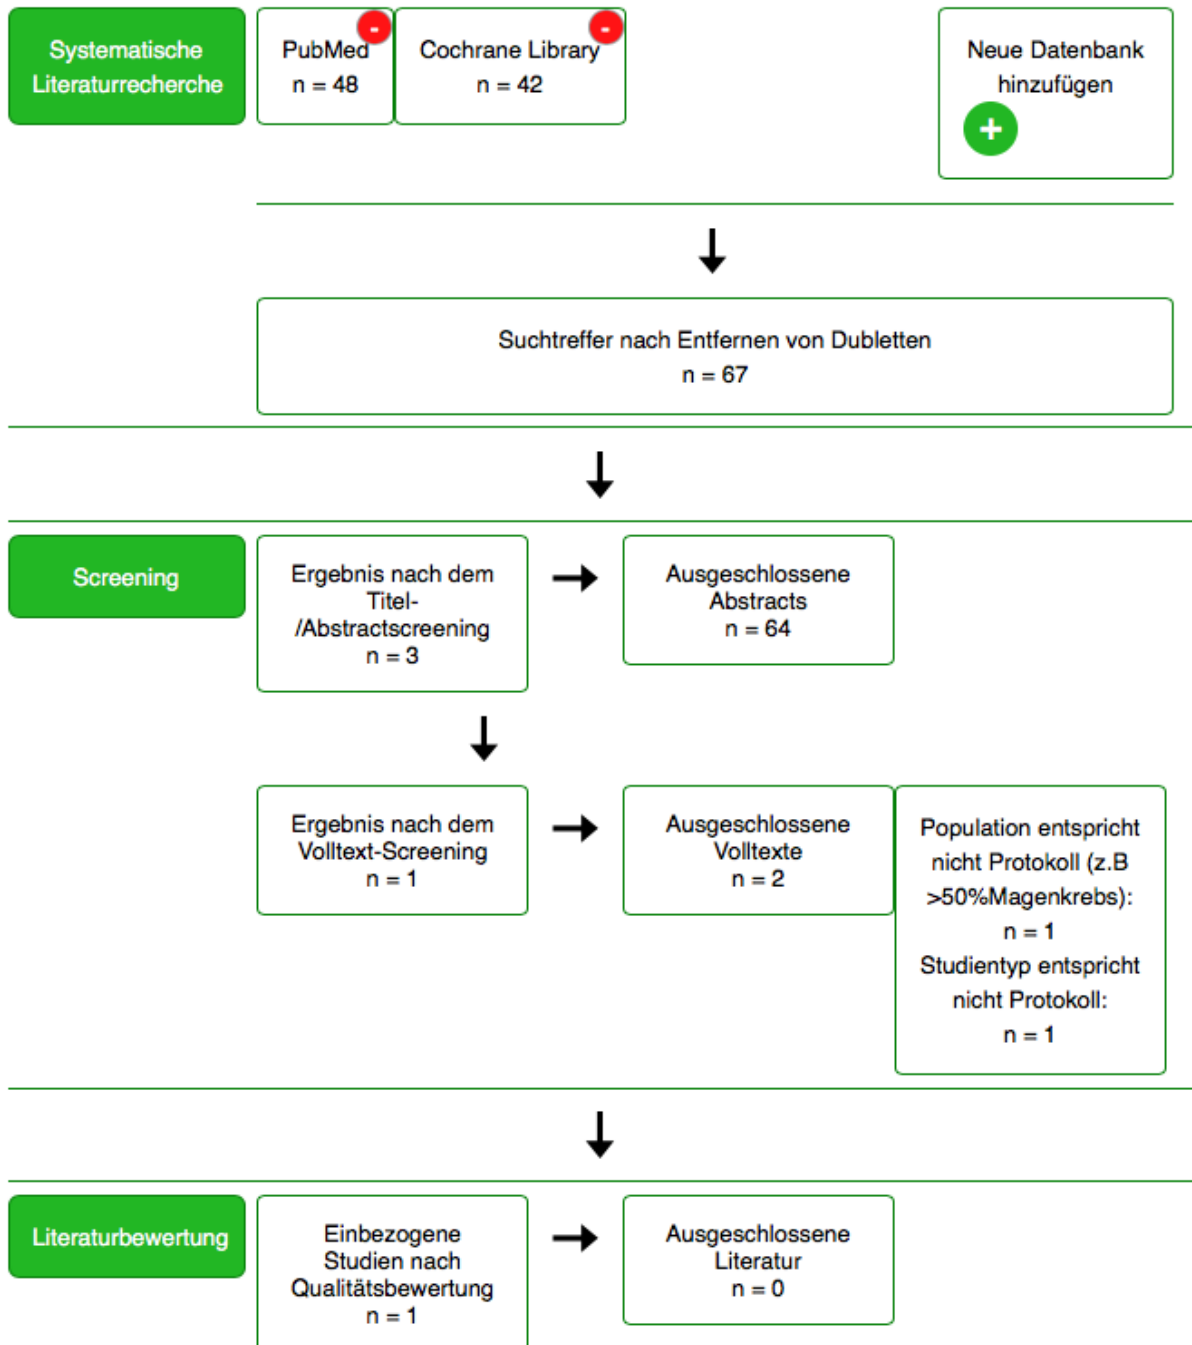 Systematische
Literaturrecherche
PubMed
n = 48
-
Cochrane Library
n = 42
-
Neue Datenbank
hinzufügen
+
Suchtreffer nach Entfernen von Dubletten
n = 67
Screening
Ergebnis nach dem
Titel-
/Abstractscreening
n = 3
Ausgeschlossene
Abstracts
n = 64
Ergebnis nach dem
Volltext-Screening
n = 1
Ausgeschlossene
Volltexte
n = 2
Population entspricht
nicht Protokoll (z.B
>50%Magenkrebs):
n = 1
Studientyp entspricht
nicht Protokoll:
n = 1
Literaturbewertung
Einbezogene
Studien nach
Qualitätsbewertung
n = 1
Ausgeschlossene
Literatur
n = 0